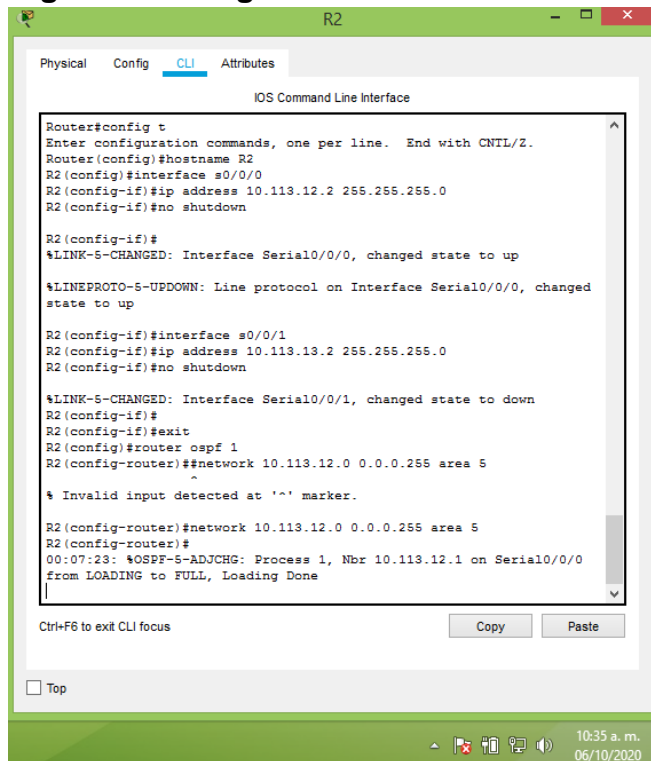 R2
Physical Config CLI Attributes
IOS Command Line Interface
Router#config t
Enter configuration commands, one per line. End with CNTL/Z.
Router(config)#hostname R2
R2(config)#interface s0/0/0
R2(config-if)#ip address 10.113.12.2 255.255.255.0
R2(config-if)#no shutdown
R2(config-if)#
%LINK-5-CHANGED: Interface Serial0/0/0, changed state to up
%LINEPROTO-5-UPDOWN: Line protocol on Interface Serial0/0/0, changed
state to up
R2(config-if)#interface s0/0/1
R2(config-if)#ip address 10.113.13.2 255.255.255.0
R2(config-if)#no shutdown
%LINK-5-CHANGED: Interface Serial0/0/1, changed state to down
R2(config-if)#
R2(config-if)#exit
R2(config)#router ospf 1
R2(config-router)##network 10.113.12.0 0.0.0.255 area 5
^
% Invalid input detected at '^' marker.
R2(config-router)#network 10.113.12.0 0.0.0.255 area 5
R2(config-router)#
00:07:23: %OSPF-5-ADJCHG: Process 1, Nbr 10.113.12.1 on Serial0/0/0
from LOADING to FULL, Loading Done
Ctrl+F6 to exit CLI focus
Copy Paste
Top
10:35 a. m.
06/10/2020